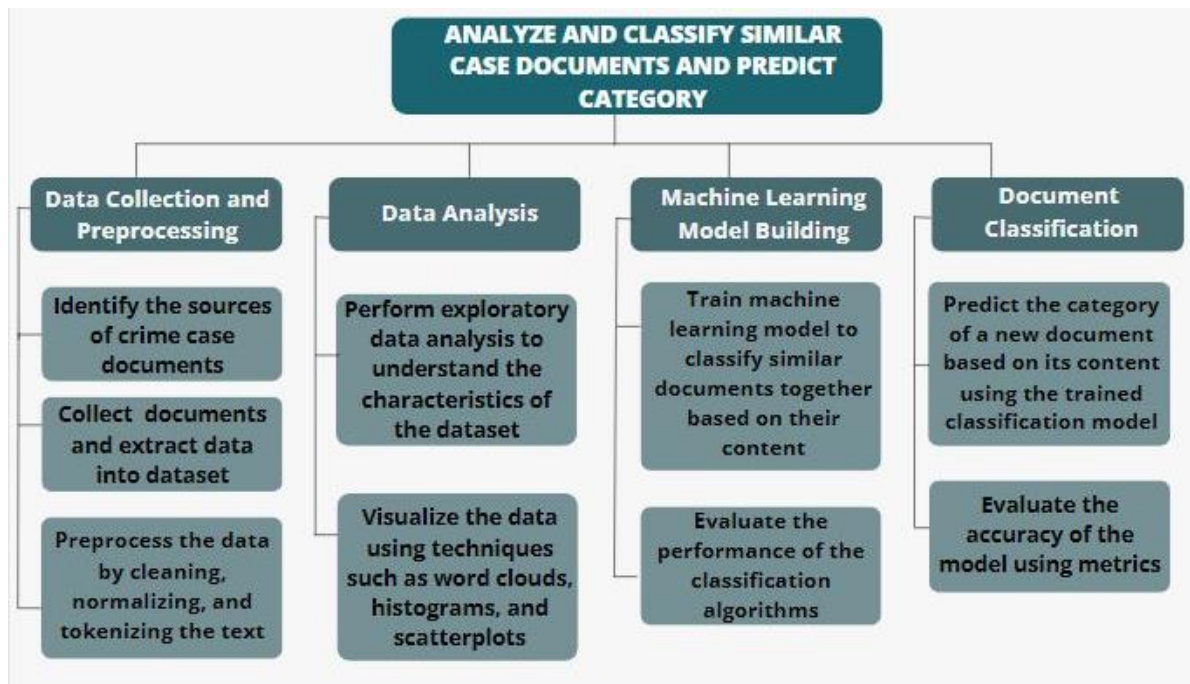 ANALYZE AND CLASSIFY SIMILAR
CASE DOCUMENTS AND PREDICT
CATEGORY
Data Collection and
Preprocessing
Identify the sources
of crime case
documents
Collect documents
and extract data
into dataset
Preprocess the data
by cleaning,
normalizing, and
tokenizing the text
Data Analysis
Perform exploratory
data analysis to
understand the
characteristics of
the dataset
Visualize the data
using techniques
such as word clouds,
histograms, and
scatterplots
Machine Learning
Model Building
Train machine
learning model to
classify similar
documents together
based on their
content
Evaluate the
performance of the
classification
algorithms
Document
Classification
Predict the category
of a new document
based on its content
using the trained
classification model
Evaluate the
accuracy of the
model using metrics